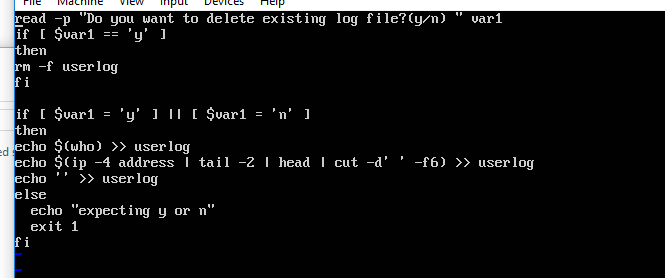 File Machine View Input Devices Help
read -p "Do you want to delete existing log file?(y/n) " var1
if [ $var1 == 'y' ]
then
rm -f userlog
fi
if [ $var1 = 'y' ] || [ $var1 = 'n' ]
then
echo $(who) >> userlog
echo $(ip -4 address | tail -2 | head | cut -d' ' -f6) >> userlog
echo '' >> userlog
else
  echo "expecting y or n"
  exit 1
fi
~
~